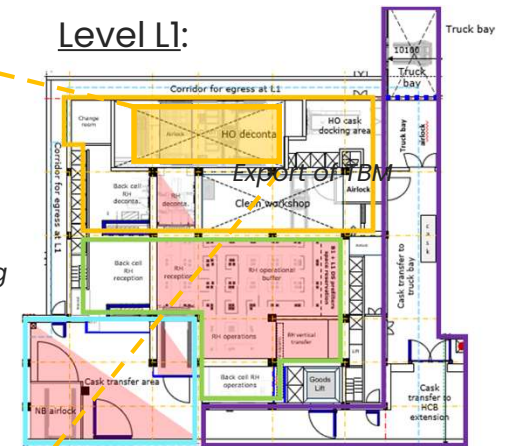 Level L1:
Truck bay
10100
Truck
bay
Corridor for egress at L1
Change
room
Airlock
HO deconta
HO cask
docking area
Truck bay
airlock
Corridor for egress at L1
Export of TBM
Back cell
RH
deconta.
RH
deconta.
Clean workshop
Airlock
g
Back cell
RH
reception
RH
reception
RH operational
buffer
Cask transfer to
truck bay
RH operations
RH vertical
transfer
Lift
Back cell RH
operations
Goods
Lift
Cask transfer area
NB airlock
Cask
transfer to
HCB
extension